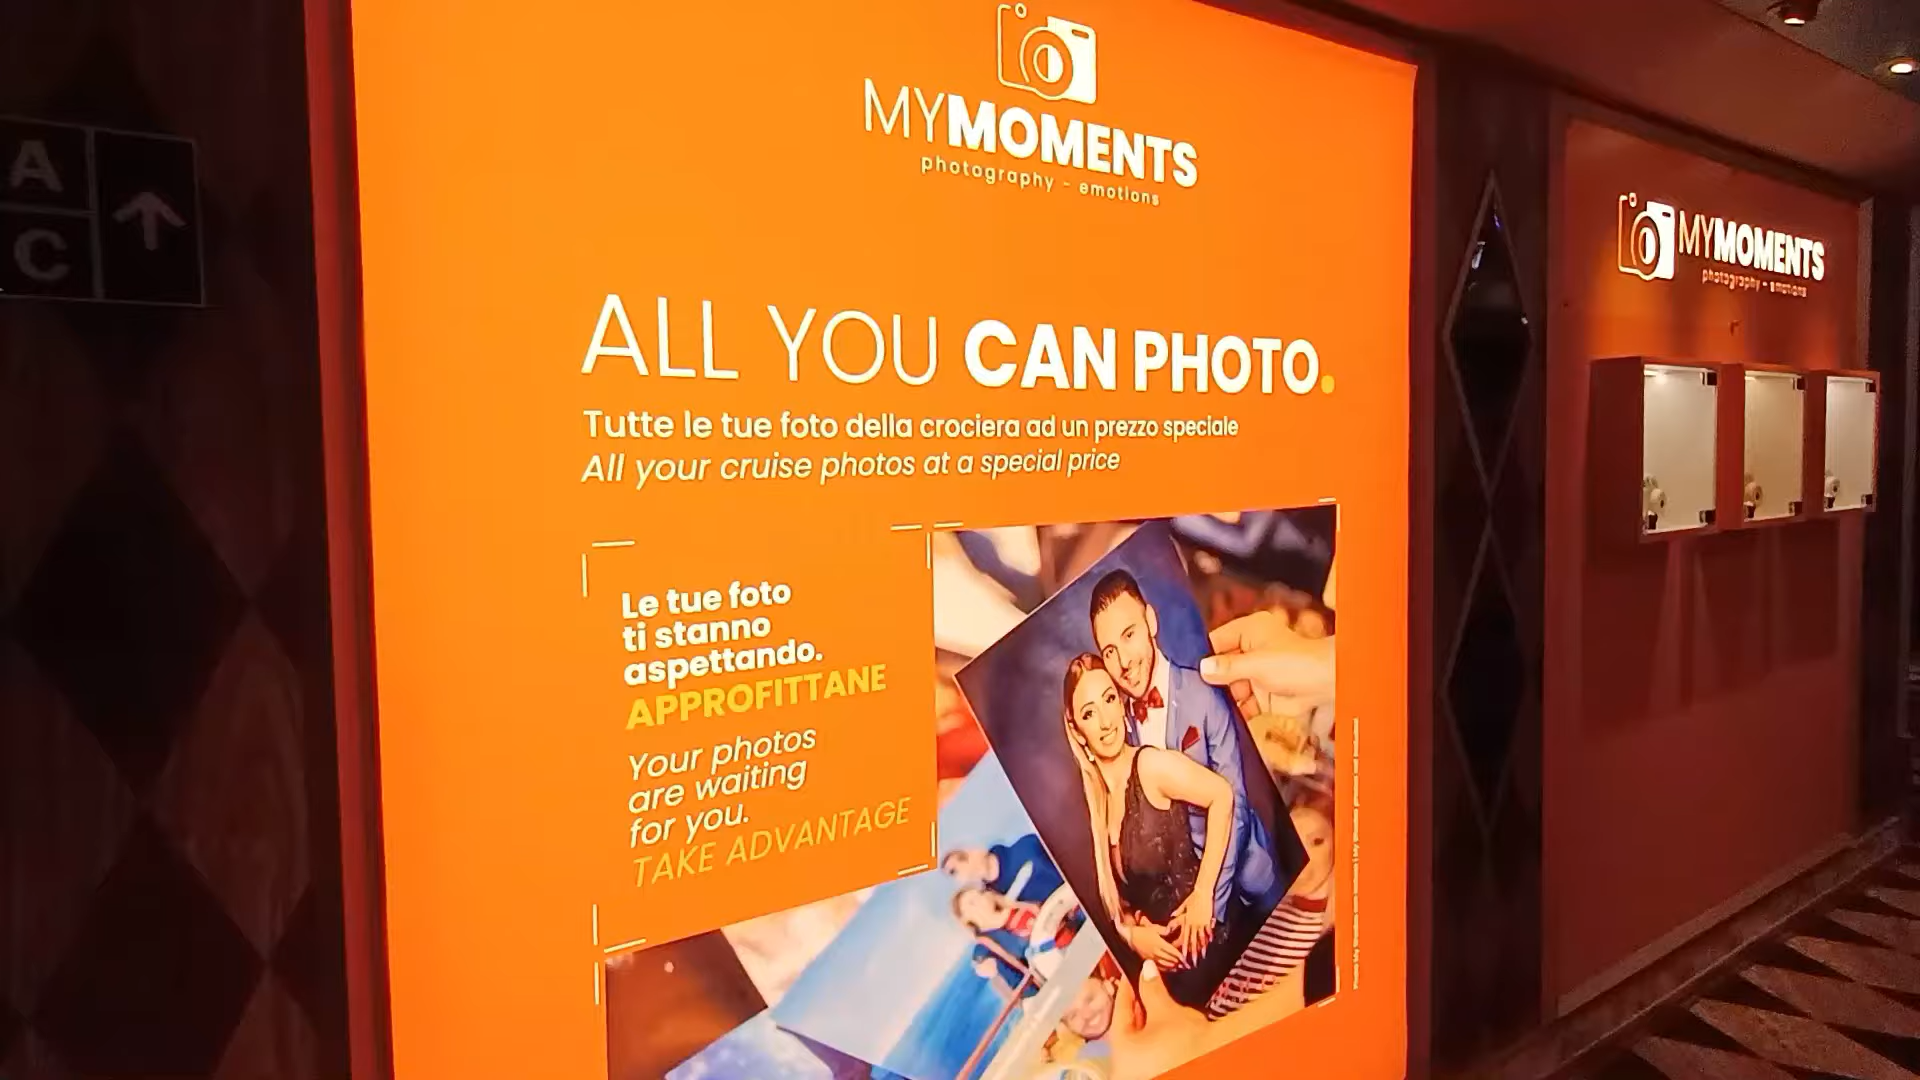 A
C
MYMOMENTS
photography - emotions
ALL YOU CAN PHOTO.
Tutte le tue foto della crociera ad un prezzo speciale
All your cruise photos at a special price
Le tue foto
ti stanno
aspettando.
APPROFITTANE
Your photos
are waiting
for you.
TAKE ADVANTAGE
MYMOMENTS
photography - emotions